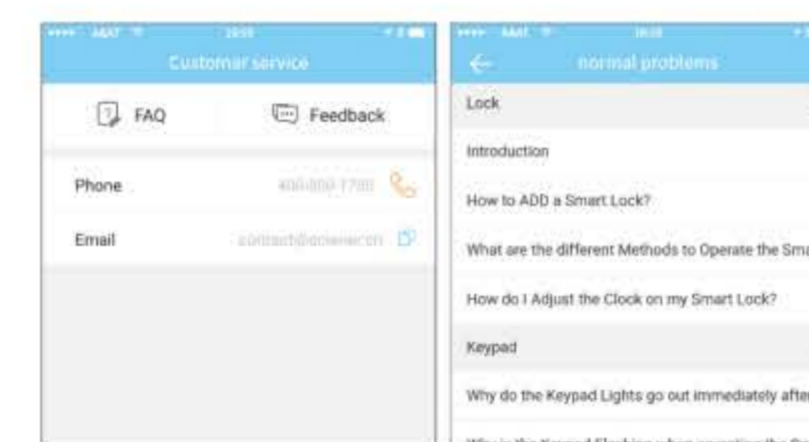 Customer service
FAQ
Feedback
Phone
Email
normal problems
Lock
Introduction
How to ADD a Smart Lock?
What are the different Methods to Operate the Sma
How do I Adjust the Clock on my Smart Lock?
Keypad
Why do the Keypad Lights go out immediately after